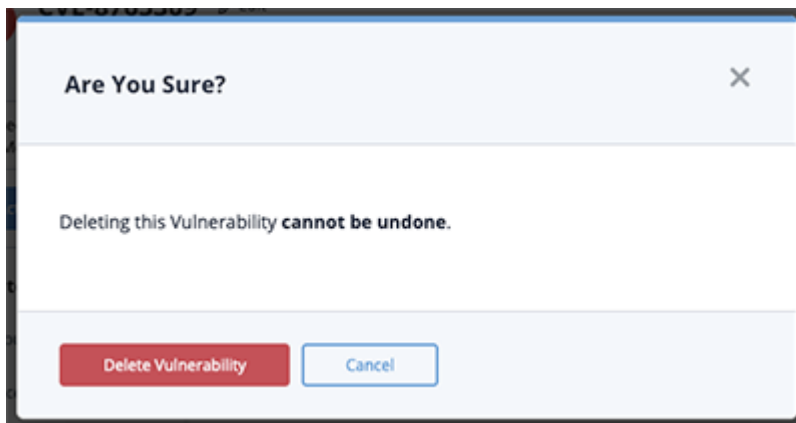 Are You Sure?
Deleting this Vulnerability cannot be undone.
Delete Vulnerability
Cancel